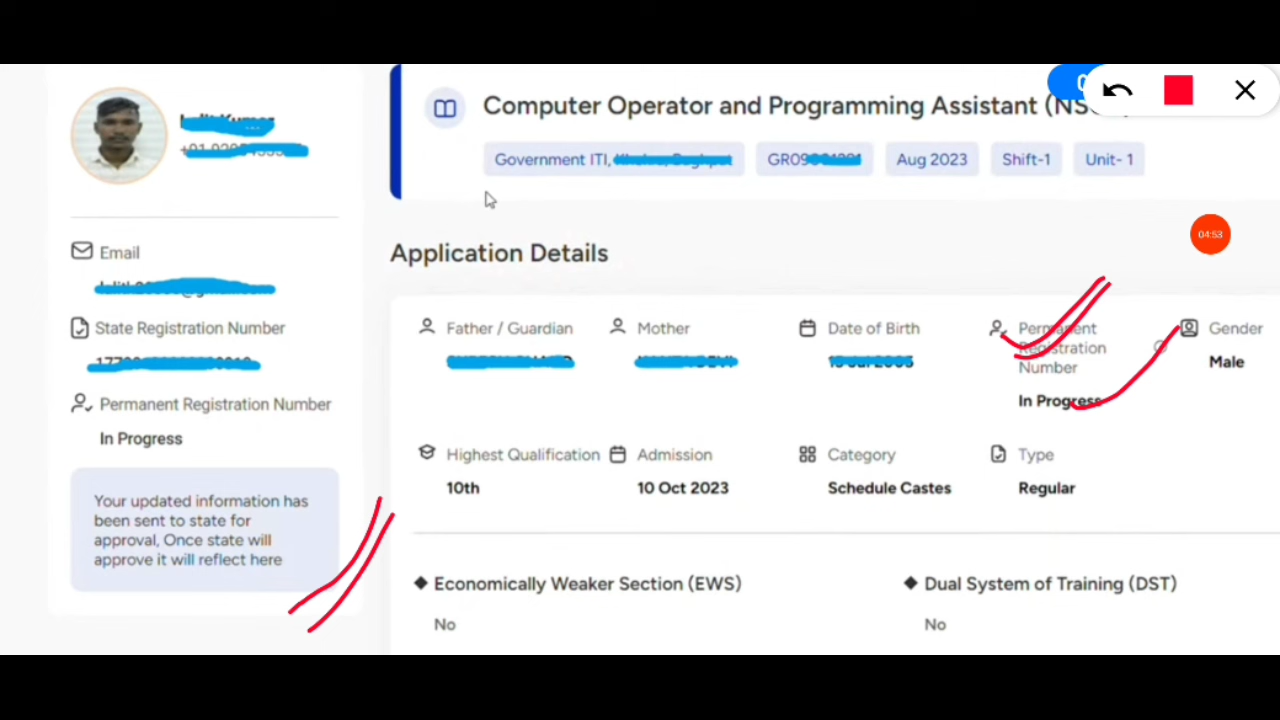 Computer Operator and Programming Assistant
Government ITI,
GR09
Aug 2023
Shift-1
Unit- 1
Email
State Registration Number
Permanent Registration Number
In Progress
Your updated information has
been sent to state for
approval, Once state will
approve it will reflect here
Application Details
04:53
Father / Guardian
Mother
Date of Birth
Permanent
Registration
Number
In Progress
Gender
Male
Highest Qualification
10th
Admission
10 Oct 2023
Category
Schedule Castes
Type
Regular
Economically Weaker Section (EWS)
No
Dual System of Training (DST)
No